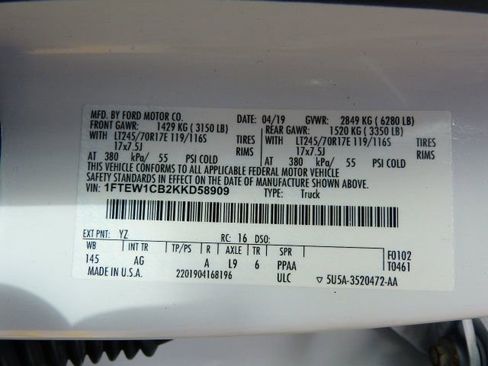 MFD. BY FORD MOTOR CO. 04/19 GVWR: 2849 KG (6280 LB)
FRONT GAWR: 1429 KG (3150 LB) REAR GAWR: 1520 KG (3350 LB)
WITH LT245/70R17E 119/116S TIRES WITH LT245/70R17E 119/116S TIRES
17x7.5J RIMS 17x7.5J RIMS
AT 380 kPa/ 55 PSI COLD AT 380 kPa/ 55 PSI COLD
THIS VEHICLE CONFORMS TO ALL APPLICABLE FEDERAL MOTOR VEHICLE
SAFETY STANDARDS IN EFFECT ON THE DATE OF MANUFACTURE SHOWN ABOVE.
VIN: 1FTEW1CB2KKD58909 TYPE: Truck
EXT PNT: YZ RC: 16 DSO: F0102
WB INT TR TP/PS R AXLE TR SPR T0461
145 AG A L9 6 PPAA
MADE IN U.S.A. 2201904168196 ULC ▽ 5U5A-3520472-AA